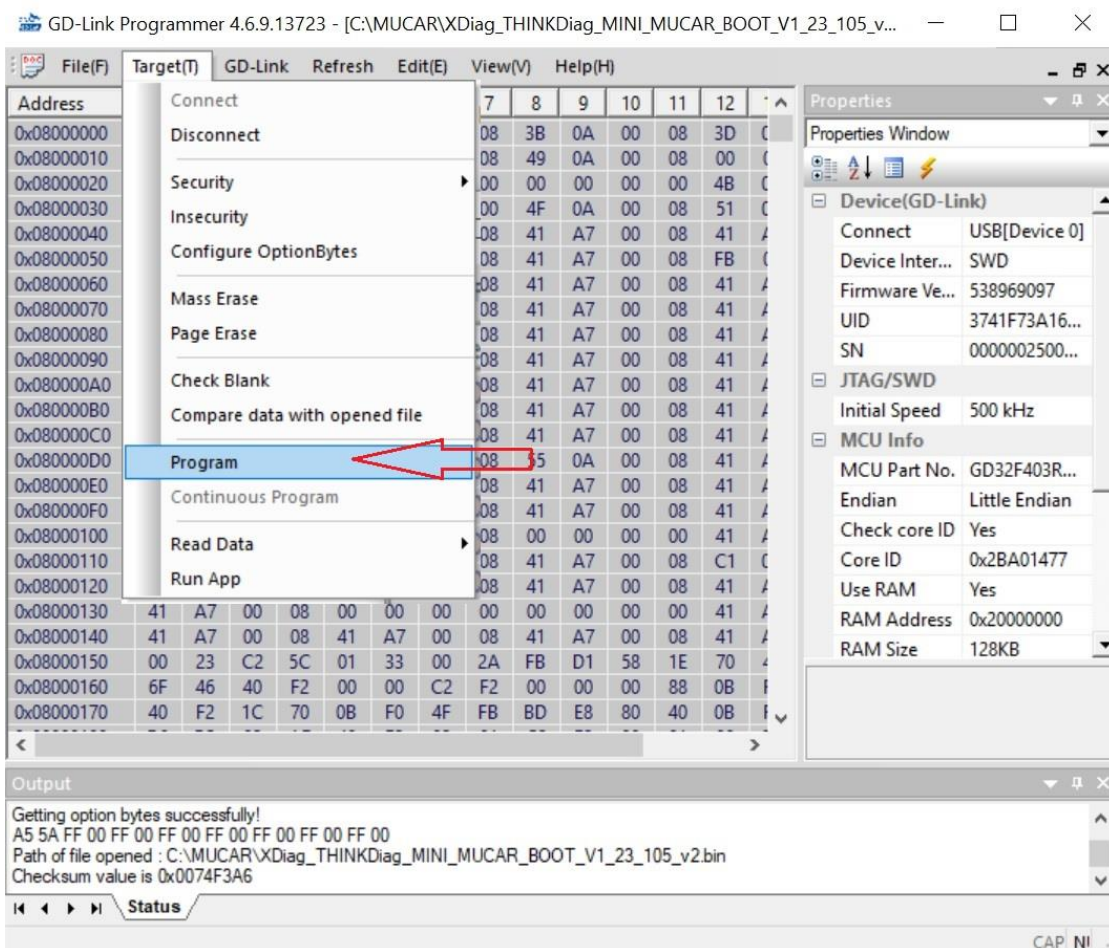 GD-Link Programmer 4.6.9.13723 - [C:\MUCAR\XDiag_THINKDiag_MINI_MUCAR_BOOT_V1_23_105_v...
File(F) Target(T) GD-Link Refresh Edit(E) View(V) Help(H)
Connect
Disconnect
Security
Insecurity
Configure OptionBytes
Mass Erase
Page Erase
Check Blank
Compare data with opened file
Program
Continuous Program
Read Data
Run App
Address 7 8 9 10 11 12
0x08000000 08 3B 0A 00 08 3D
0x08000010 08 49 0A 00 08 00
0x08000020 00 00 00 00 00 4B
0x08000030 00 4F 0A 00 08 51
0x08000040 08 41 A7 00 08 41
0x08000050 08 41 A7 00 08 FB
0x08000060 08 41 A7 00 08 41
0x08000070 08 41 A7 00 08 41
0x08000080 08 41 A7 00 08 41
0x08000090 08 41 A7 00 08 41
0x080000A0 08 41 A7 00 08 41
0x080000B0 08 41 A7 00 08 41
0x080000C0 08 41 A7 00 08 41
0x080000D0 08 0A 00 08 41
0x080000E0 08 41 A7 00 08 41
0x080000F0 08 41 A7 00 08 41
0x08000100 08 00 00 00 00 41
0x08000110 08 41 A7 00 08 C1
0x08000120 08 41 A7 00 08 41
0x08000130 41 A7 00 08 00 00 00 00 00 00 00 00 41
0x08000140 41 A7 00 08 41 A7 00 08 41 A7 00 08 41
0x08000150 00 23 C2 5C 01 33 00 2A FB D1 58 1E 70
0x08000160 6F 46 40 F2 00 00 C2 F2 00 00 00 88 0B
0x08000170 40 F2 1C 70 0B F0 4F FB BD E8 80 40 0B
Properties
Properties Window
Device(GD-Link)
Connect USB[Device 0]
Device Inter... SWD
Firmware Ve... 538969097
UID 3741F73A16...
SN 0000002500...
JTAG/SWD
Initial Speed 500 kHz
MCU Info
MCU Part No. GD32F403R...
Endian Little Endian
Check core ID Yes
Core ID 0x2BA01477
Use RAM Yes
RAM Address 0x20000000
RAM Size 128KB
Output
Getting option bytes successfully!
A5 5A FF 00 FF 00 FF 00 FF 00 FF 00 FF 00 FF 00
Path of file opened : C:\MUCAR\XDiag_THINKDiag_MINI_MUCAR_BOOT_V1_23_105_v2.bin
Checksum value is 0x0074F3A6
Status
CAP